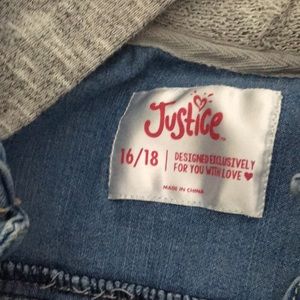 Justice
16/18
DESIGNED EXCLUSIVELY
FOR YOU WITH LOVE ♥
MADE IN CHINA